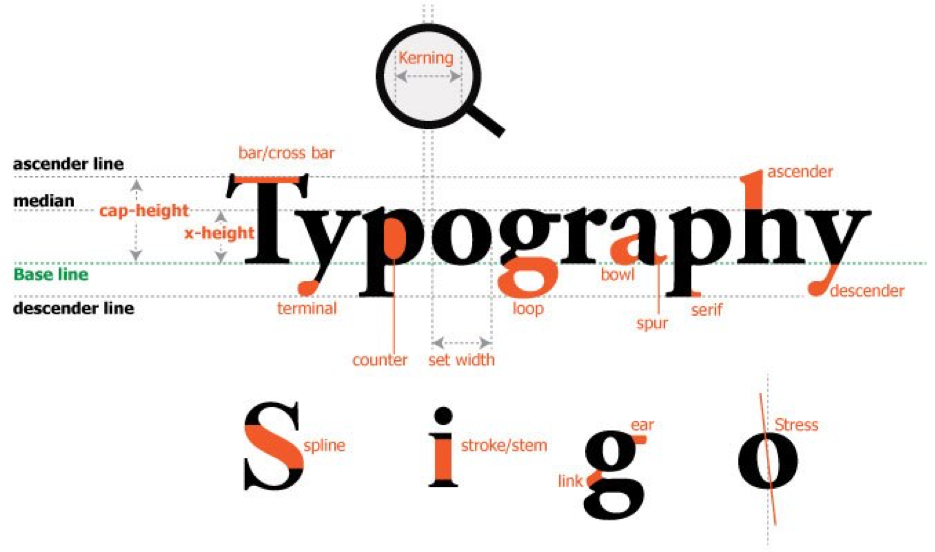 Kerning
bar/cross bar
ascender line
ascender
median
cap-height
x-height
Typography
Base line
bowl
descender line
terminal
loop
serif
descender
spur
counter
set width
S
spline
i
stroke/stem
g
ear
link
o
Stress